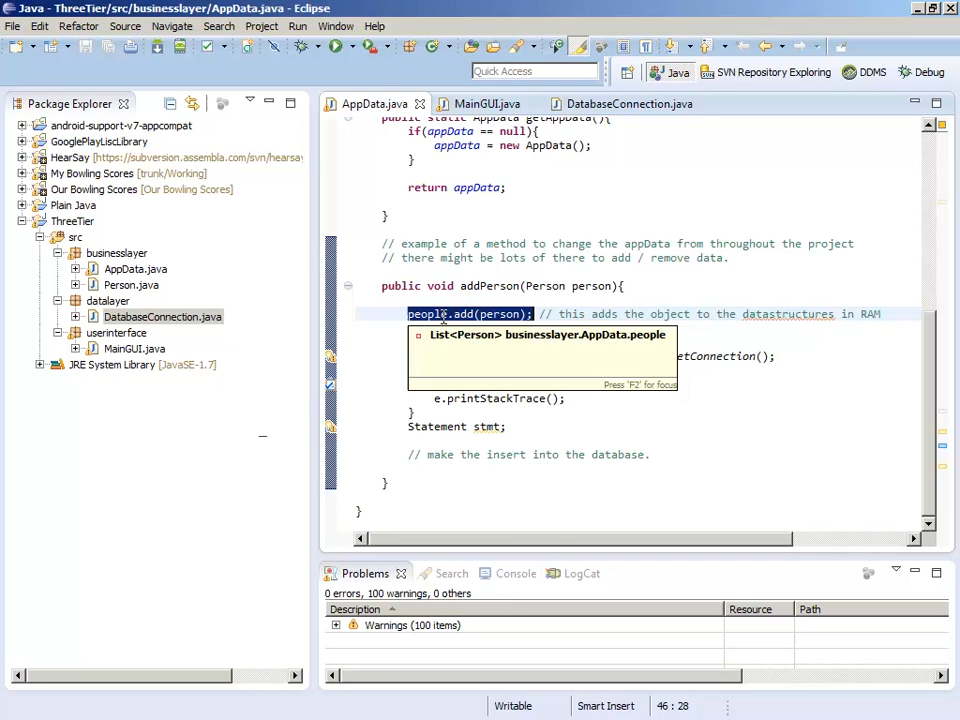 Java - ThreeTier/src/businesslayer/AppData.java - Eclipse
File Edit Refactor Source Navigate Search Project Run Window Help
Quick Access
Java SVN Repository Exploring DDMS Debug
Package Explorer
android-support-v7-appcompat
GooglePlayLiscLibrary
HearSay [https://subversion.assembla.com/svn/hearsay
My Bowling Scores [trunk/Working]
Our Bowling Scores [Our Bowling Scores]
Plain Java
ThreeTier
src
businesslayer
AppData.java
Person.java
datalayer
DatabaseConnection.java
userinterface
MainGUI.java
JRE System Library [JavaSE-1.7]
AppData.java MainGUI.java DatabaseConnection.java
public static AppData getAppData(){
if(appData == null){
appData = new AppData();
}
return appData;
}
// example of a method to change the appData from throughout the project
// there might be lots of there to add / remove data.
public void addPerson(Person person){
people.add(person); // this adds the object to the datastructures in RAM
List<Person> businesslayer.AppData.people
etConnection();
Press 'F2' for focus
e.printStackTrace();
}
Statement stmt;
// make the insert into the database.
}
}
Problems Search Console LogCat
0 errors, 100 warnings, 0 others
Description Resource Path
Warnings (100 items)
Writable Smart Insert 46 : 28